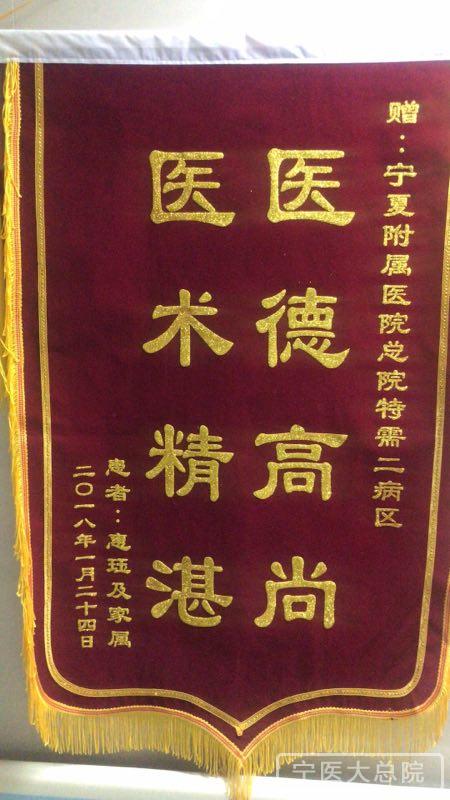 赠：宁夏附属医院总院特需二病区
医德高尚
医术精湛
患者：惠珏及家属
二〇一八年一月二十四日
宁医大总院